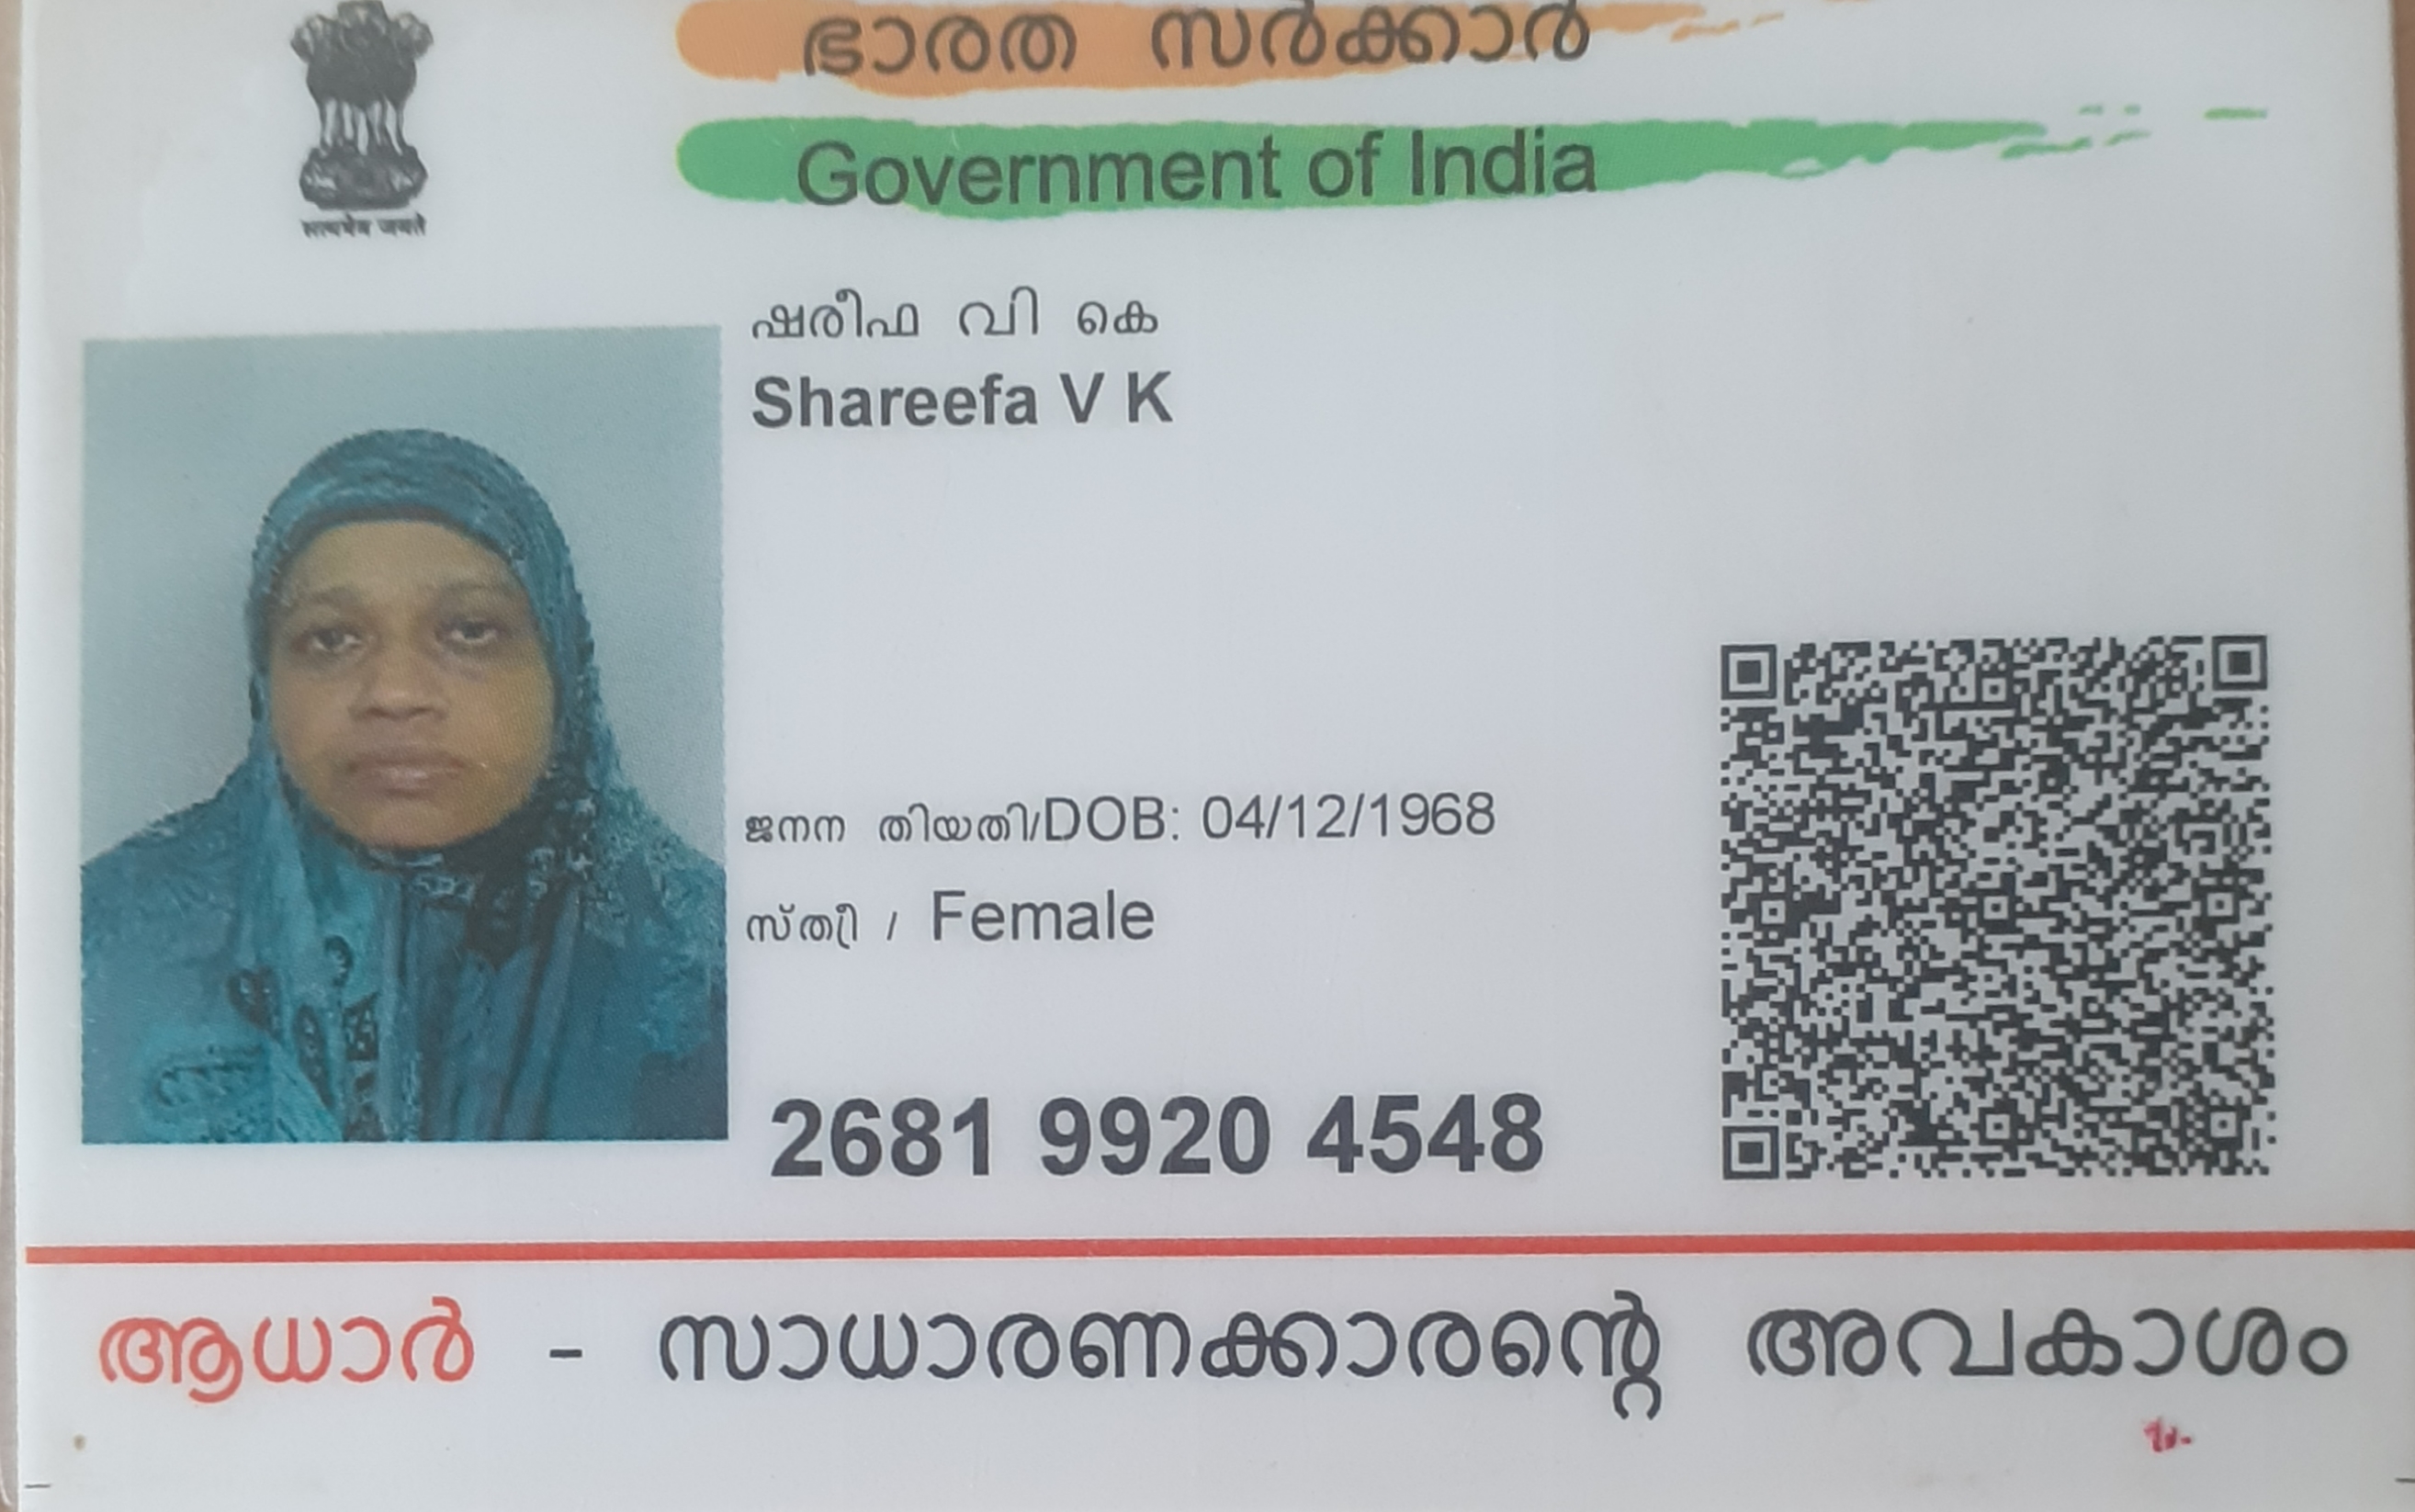 ഭാരത സർക്കാർ
Government of India
सत्यमेव जयते
ഷരീഫ വി കെ
Shareefa V K
ജനന തിയതി/DOB: 04/12/1968
സ്ത്രീ / Female
2681 9920 4548
ആധാർ - സാധാരണക്കാരന്റെ അവകാശം